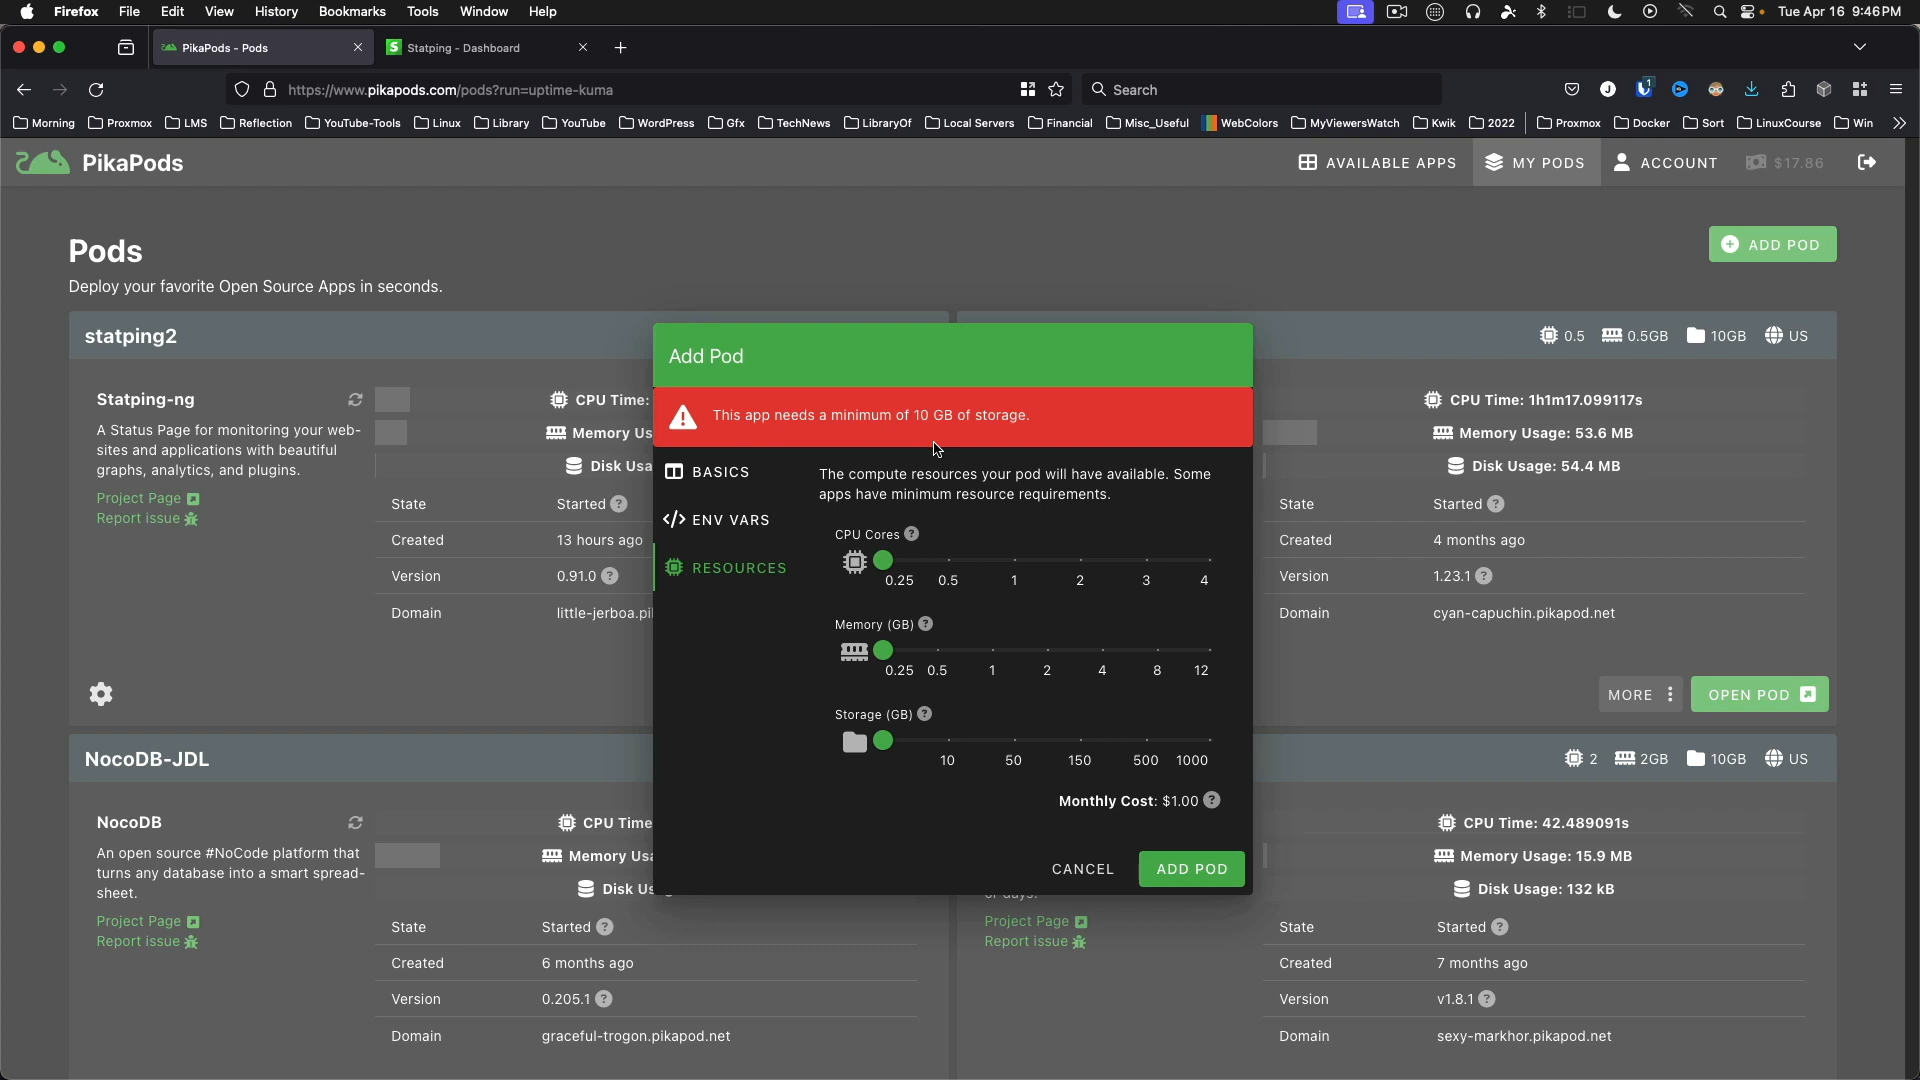 Firefox File Edit View History Bookmarks Tools Window Help
Tue Apr 16 9:46PM
PikaPods - Pods
Statping - Dashboard
https://www.pikapods.com/pods?run=uptime-kuma
Search
1
Morning Proxmox LMS Reflection YouTube-Tools Linux Library YouTube WordPress Gfx TechNews LibraryOf Local Servers Financial Misc_Useful WebColors MyViewersWatch Kwik 2022 Proxmox Docker Sort LinuxCourse Win
PikaPods
AVAILABLE APPS
MY PODS
ACCOUNT
$17.86
Pods
Deploy your favorite Open Source Apps in seconds.
ADD POD
statping2
Statping-ng
A Status Page for monitoring your web-
sites and applications with beautiful
graphs, analytics, and plugins.
Project Page
Report issue
CPU Time:
Memory Us
Disk Usa
State Started
Created 13 hours ago
Version 0.91.0
Domain little-jerboa.pi
0.5 0.5GB 10GB US
CPU Time: 1h1m17.099117s
Memory Usage: 53.6 MB
Disk Usage: 54.4 MB
State Started
Created 4 months ago
Version 1.23.1
Domain cyan-capuchin.pikapod.net
MORE
OPEN POD
Add Pod
This app needs a minimum of 10 GB of storage.
BASICS
ENV VARS
RESOURCES
The compute resources your pod will have available. Some
apps have minimum resource requirements.
CPU Cores
0.25 0.5 1 2 3 4
Memory (GB)
0.25 0.5 1 2 4 8 12
Storage (GB)
10 50 150 500 1000
Monthly Cost: $1.00
CANCEL
ADD POD
NocoDB-JDL
NocoDB
An open source #NoCode platform that
turns any database into a smart spread-
sheet.
Project Page
Report issue
CPU Time
Memory Usa
Disk Us
State Started
Created 6 months ago
Version 0.205.1
Domain graceful-trogon.pikapod.net
2 2GB 10GB US
CPU Time: 42.489091s
Memory Usage: 15.9 MB
Disk Usage: 132 kB
or days.
Project Page
Report issue
State Started
Created 7 months ago
Version v1.8.1
Domain sexy-markhor.pikapod.net